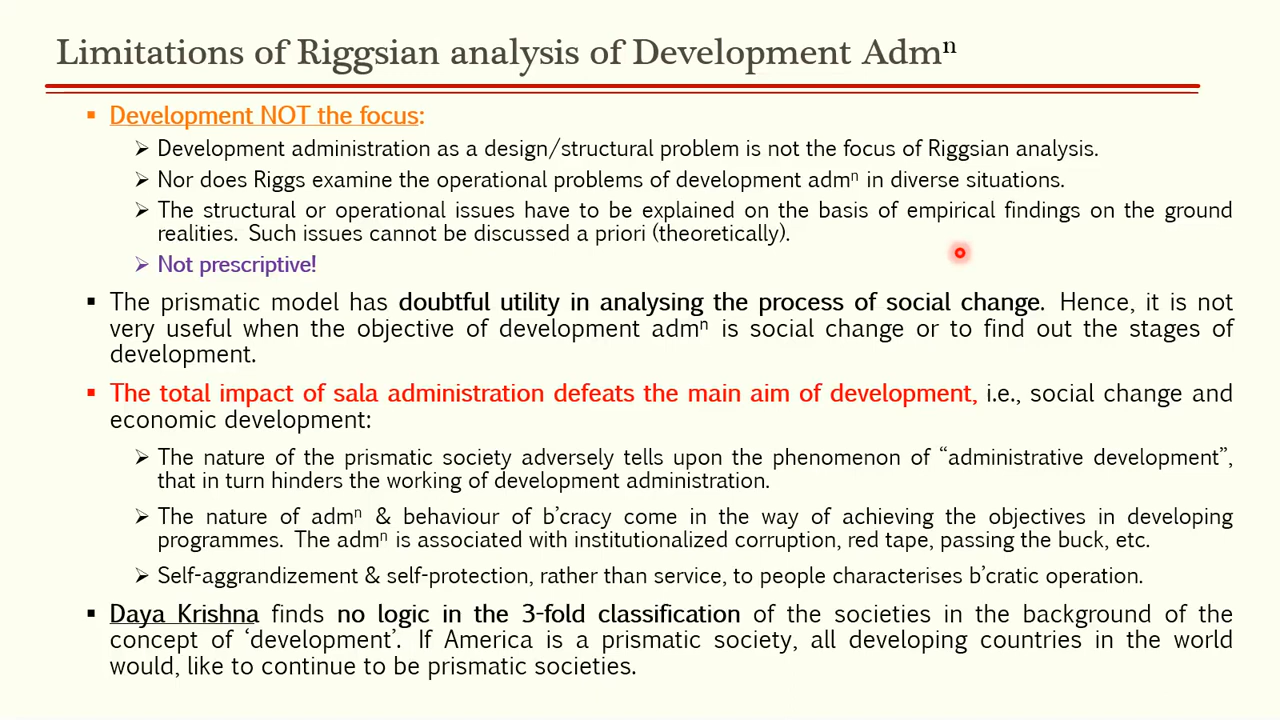 Limitations of Riggsian analysis of Development Admⁿ
▪ Development NOT the focus:
➢ Development administration as a design/structural problem is not the focus of Riggsian analysis.
➢ Nor does Riggs examine the operational problems of development admⁿ in diverse situations.
➢ The structural or operational issues have to be explained on the basis of empirical findings on the ground
realities. Such issues cannot be discussed a priori (theoretically).
➢ Not prescriptive!
▪ The prismatic model has doubtful utility in analysing the process of social change. Hence, it is not
very useful when the objective of development admⁿ is social change or to find out the stages of
development.
▪ The total impact of sala administration defeats the main aim of development, i.e., social change and
economic development:
➢ The nature of the prismatic society adversely tells upon the phenomenon of “administrative development”,
that in turn hinders the working of development administration.
➢ The nature of admⁿ & behaviour of b’cracy come in the way of achieving the objectives in developing
programmes. The admⁿ is associated with institutionalized corruption, red tape, passing the buck, etc.
➢ Self-aggrandizement & self-protection, rather than service, to people characterises b’cratic operation.
▪ Daya Krishna finds no logic in the 3-fold classification of the societies in the background of the
concept of ‘development’. If America is a prismatic society, all developing countries in the world
would, like to continue to be prismatic societies.